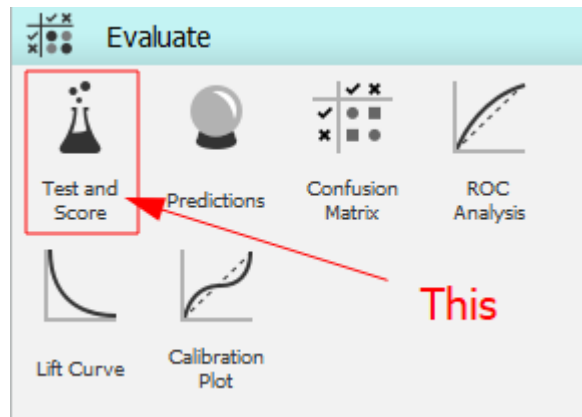 Evaluate
Test and
Score
Predictions
Confusion
Matrix
ROC
Analysis
This
Lift Curve
Calibration
Plot